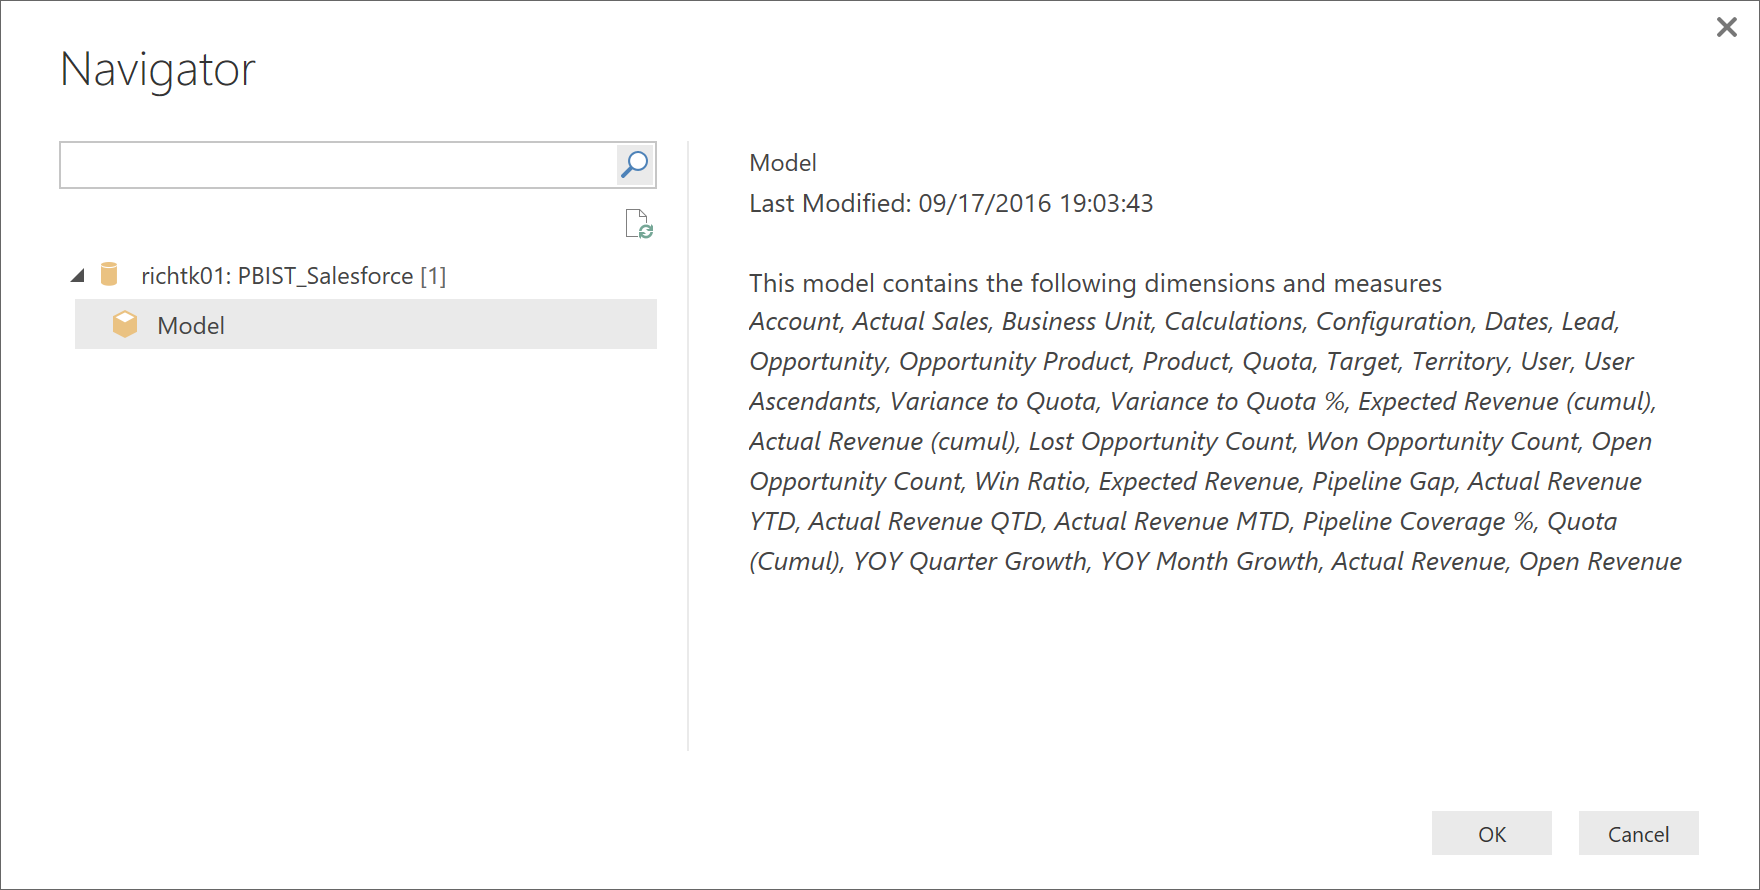 Navigator
richtk01: PBIST_Salesforce [1]
Model
Model
Last Modified: 09/17/2016 19:03:43
This model contains the following dimensions and measures
Account, Actual Sales, Business Unit, Calculations, Configuration, Dates, Lead,
Opportunity, Opportunity Product, Product, Quota, Target, Territory, User, User
Ascendants, Variance to Quota, Variance to Quota %, Expected Revenue (cumul),
Actual Revenue (cumul), Lost Opportunity Count, Won Opportunity Count, Open
Opportunity Count, Win Ratio, Expected Revenue, Pipeline Gap, Actual Revenue
YTD, Actual Revenue QTD, Actual Revenue MTD, Pipeline Coverage %, Quota
(Cumul), YOY Quarter Growth, YOY Month Growth, Actual Revenue, Open Revenue
OK
Cancel